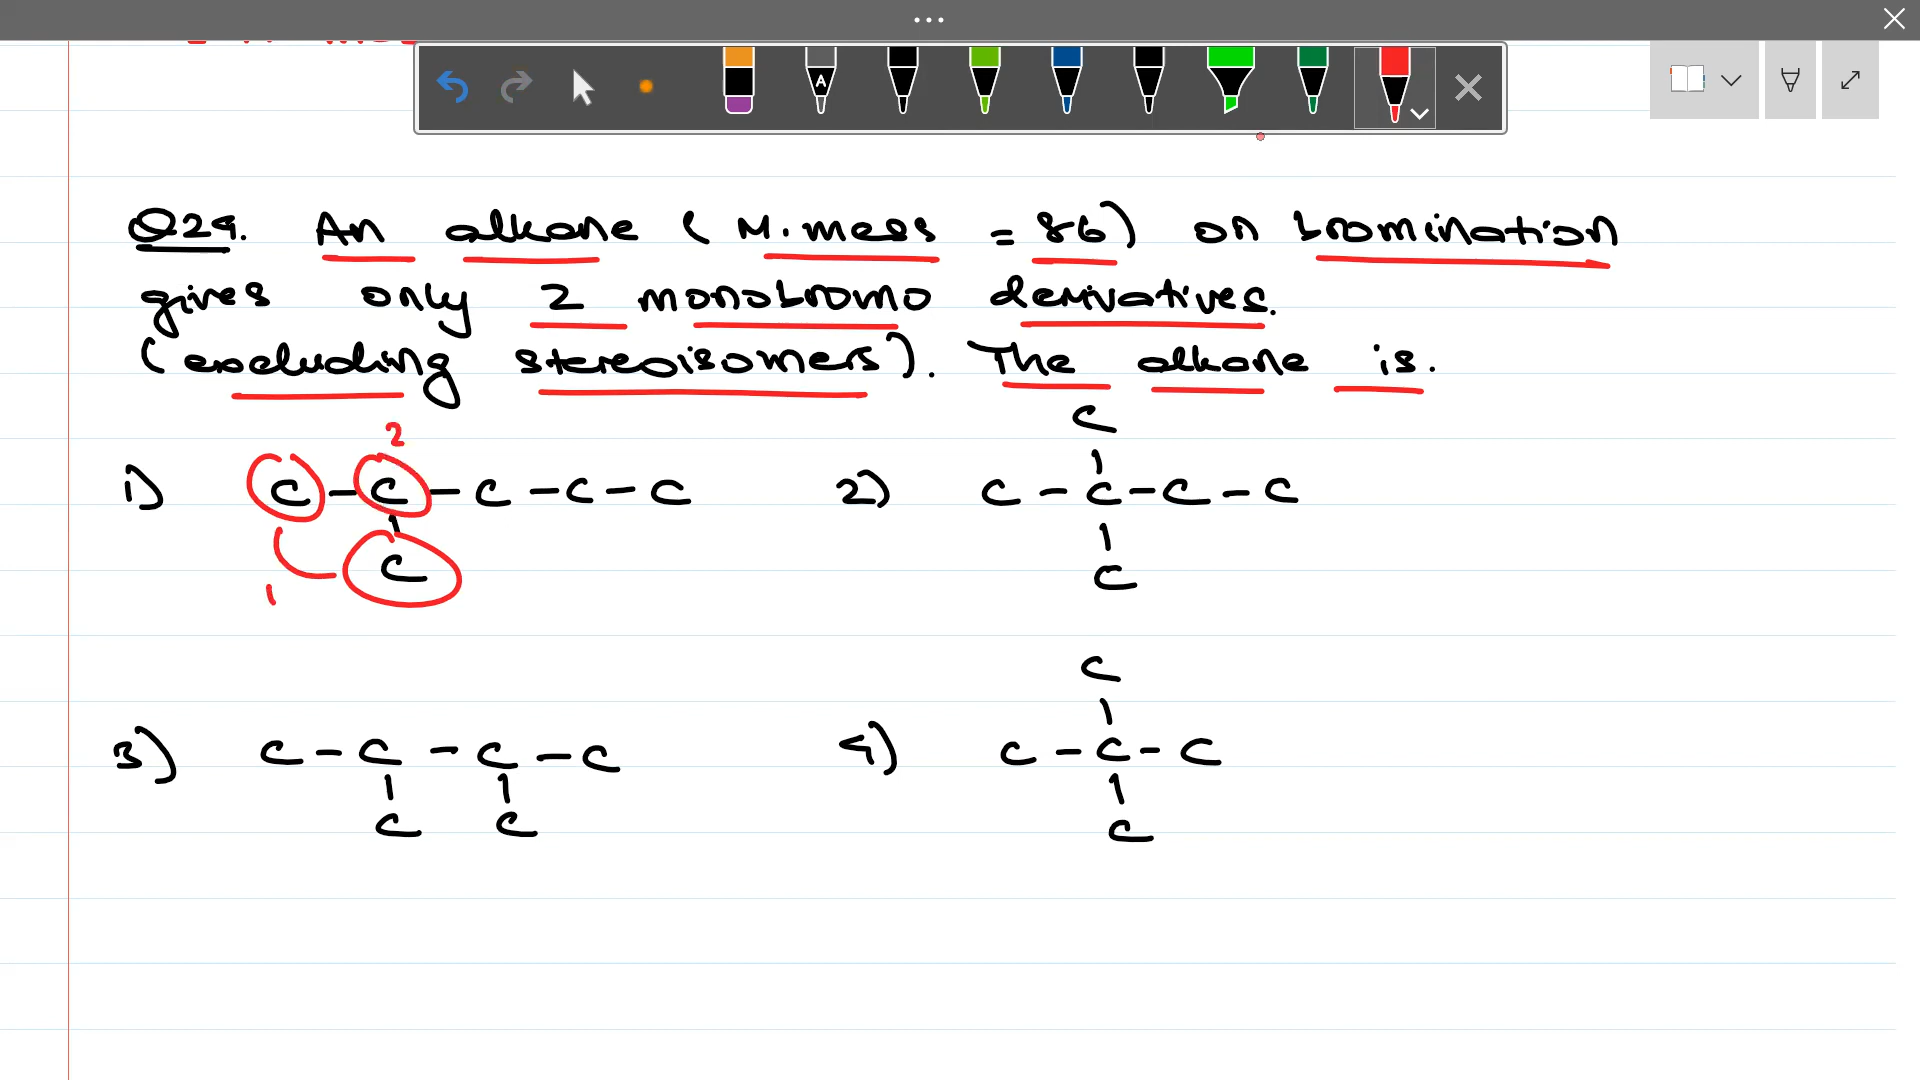 Q24. An alkane (M.mass = 86) on bromination
gives only 2 monobromo derivatives.
(excluding stereoisomers). The alkane is.
2
1) C - C - C - C - C
C
1
C
2) C - C - C - C
C
3) C - C - C - C
C C
C
4) C - C - C
C
A